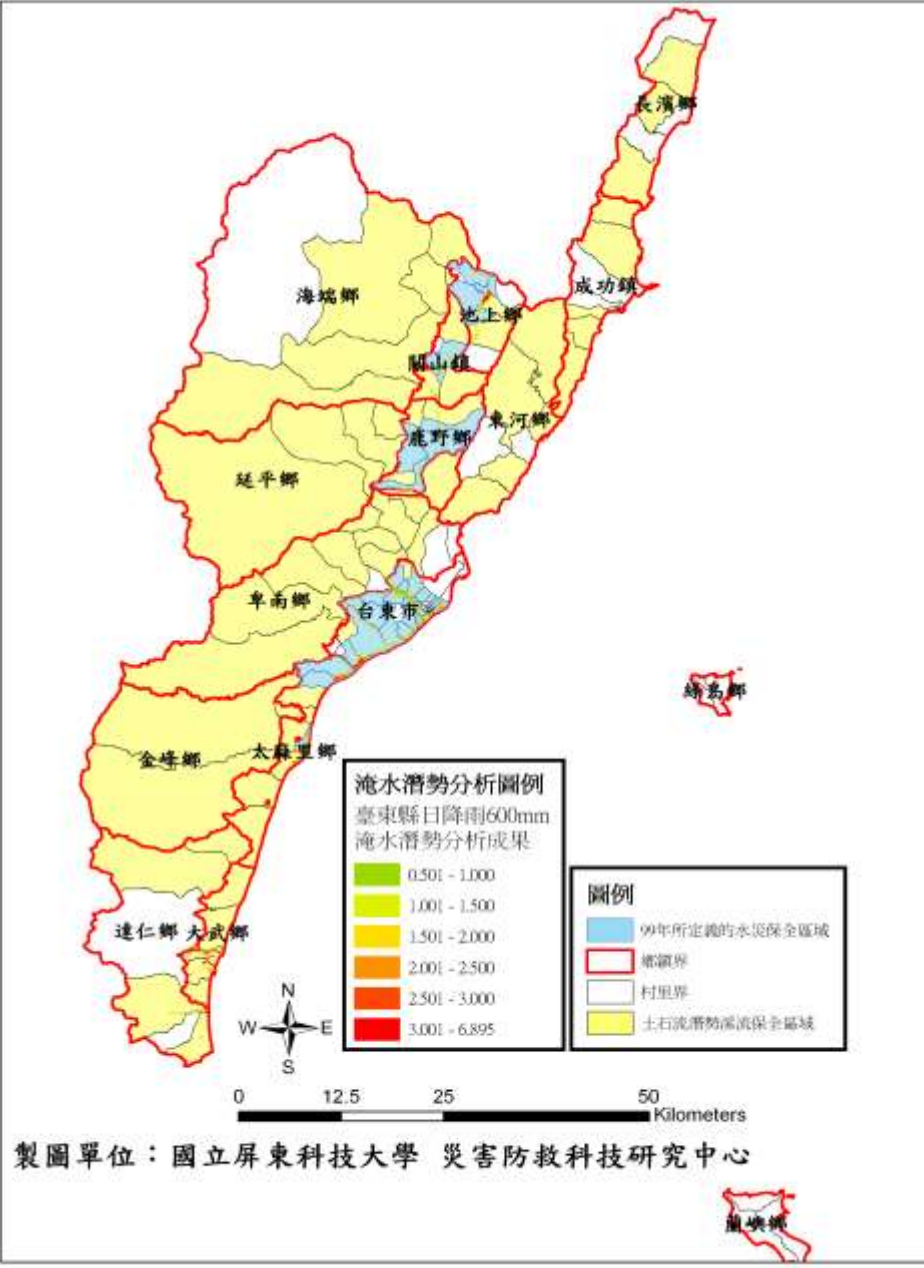 長濱鄉
成功鎮
海端鄉
池上鄉
關山鎮
東河鄉
鹿野鄉
延平鄉
卑南鄉
台東市
綠島鄉
金峰鄉
太麻里鄉
達仁鄉
大武鄉
淹水潛勢分析圖例
臺東縣日降雨600mm
淹水潛勢分析成果
0.501 - 1.000
1.001 - 1.500
1.501 - 2.000
2.001 - 2.500
2.501 - 3.000
3.001 - 6.895
圖例
99年所定義的水災保全區域
鄉鎮界
村里界
土石流潛勢溪流保全區域
N
W E
S
0 12.5 25 50
Kilometers
製圖單位：國立屏東科技大學 災害防救科技研究中心
蘭嶼鄉